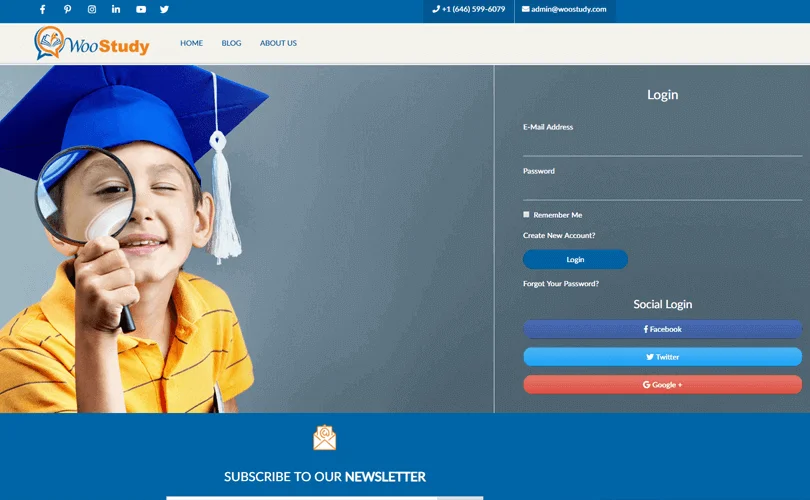 +1 (646) 599-6079
admin@woostudy.com
WooStudy
HOME BLOG ABOUT US
Login
E-Mail Address
Password
Remember Me
Create New Account?
Login
Forgot Your Password?
Social Login
Facebook
Twitter
Google +
SUBSCRIBE TO OUR NEWSLETTER